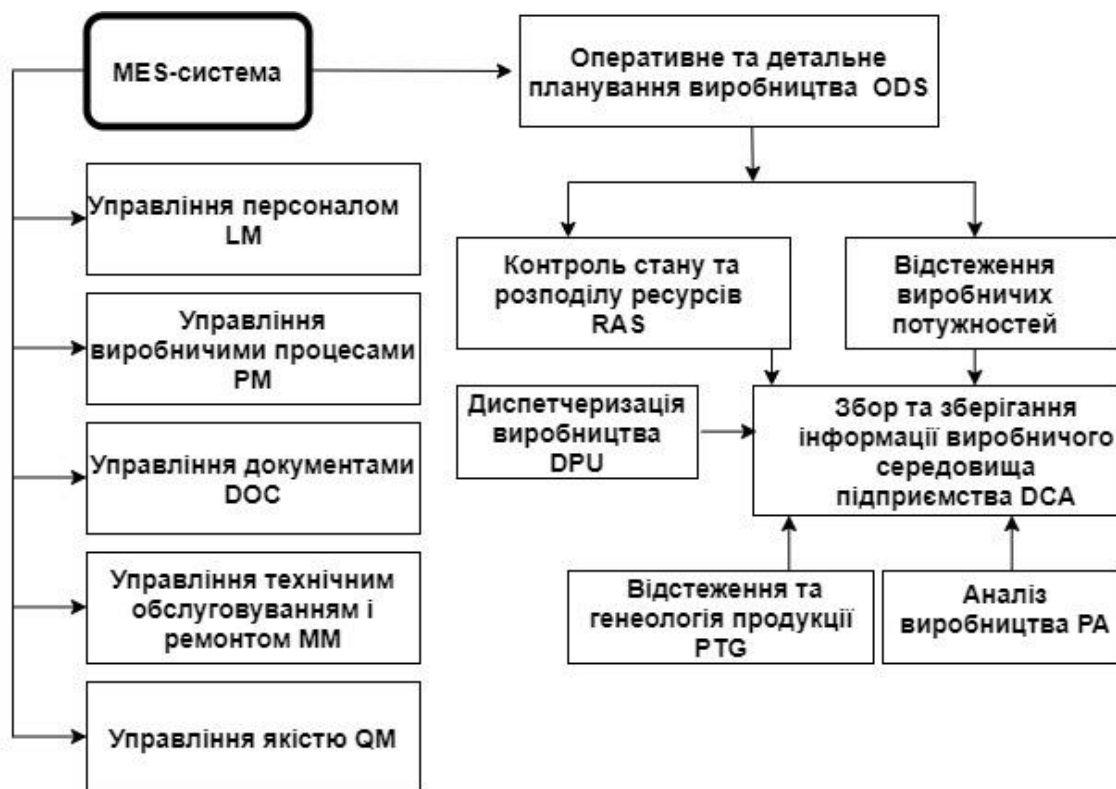 MES-система
Оперативне та детальне
планування виробництва ODS
Управління персоналом
LM
Контроль стану та
розподілу ресурсів
RAS
Відстеження
виробничих
потужностей
Управління
виробничими процесами
PM
Диспетчеризація
виробництва
DPU
Збор та зберігання
інформації виробничого
середовища
підприємства DCA
Управління документами
DOC
Управління технічним
обслуговуванням і
ремонтом ММ
Відстеження та
генеологія продукції
PTG
Аналіз
виробництва РА
Управління якістю QM